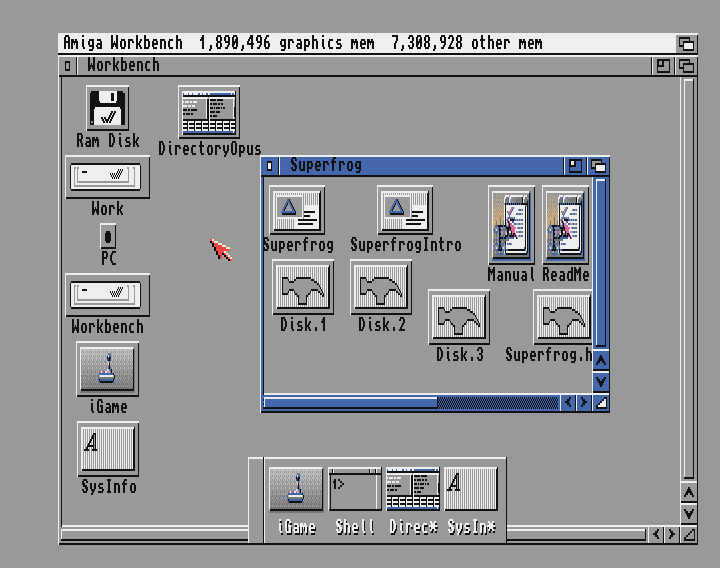 Amiga Workbench 1,890,496 graphics mem 7,308,928 other mem
Workbench
Ram Disk
DirectoryOpus
Work
PC
Workbench
iGame
SysInfo
Superfrog
Superfrog SuperfrogIntro Manual ReadMe
Disk.1 Disk.2
Disk.3 Superfrog.h
1>
A
A
iGame Shell Direc* SysIn*